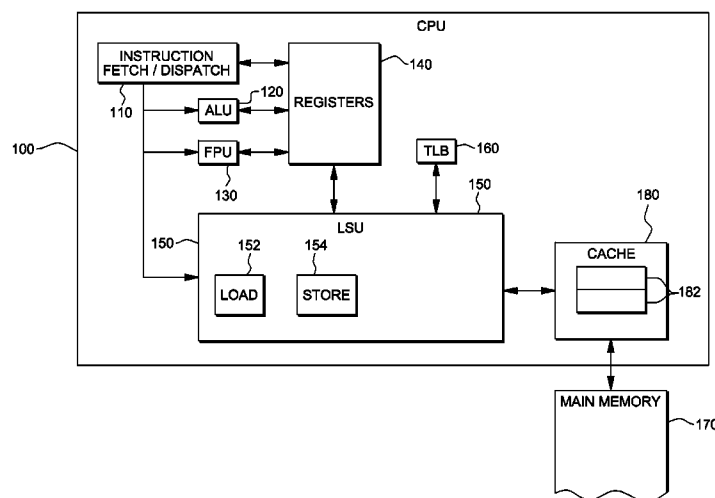 CPU
INSTRUCTION
FETCH / DISPATCH
110
ALU
120
FPU
130
REGISTERS
140
100
TLB
160
150
150
LSU
152
LOAD
154
STORE
180
CACHE
182
MAIN MEMORY
170